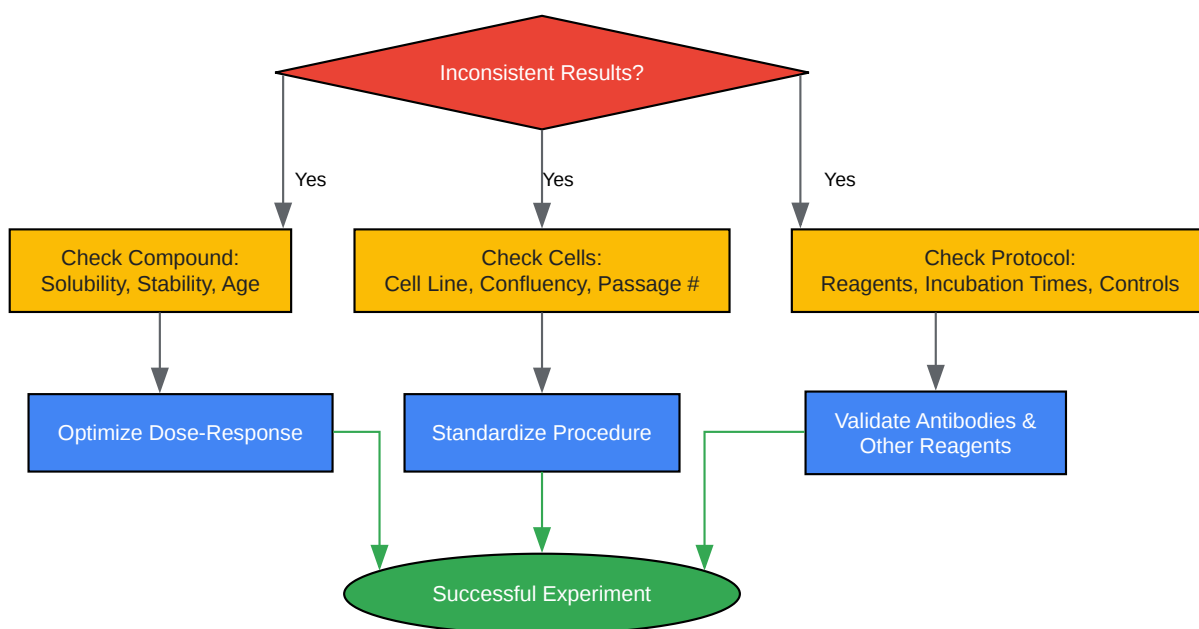 Inconsistent Results?
Yes
Yes
Yes
Check Compound:
Solubility, Stability, Age
Check Cells:
Cell Line, Confluency, Passage #
Check Protocol:
Reagents, Incubation Times, Controls
Optimize Dose-Response
Standardize Procedure
Validate Antibodies &
Other Reagents
Successful Experiment